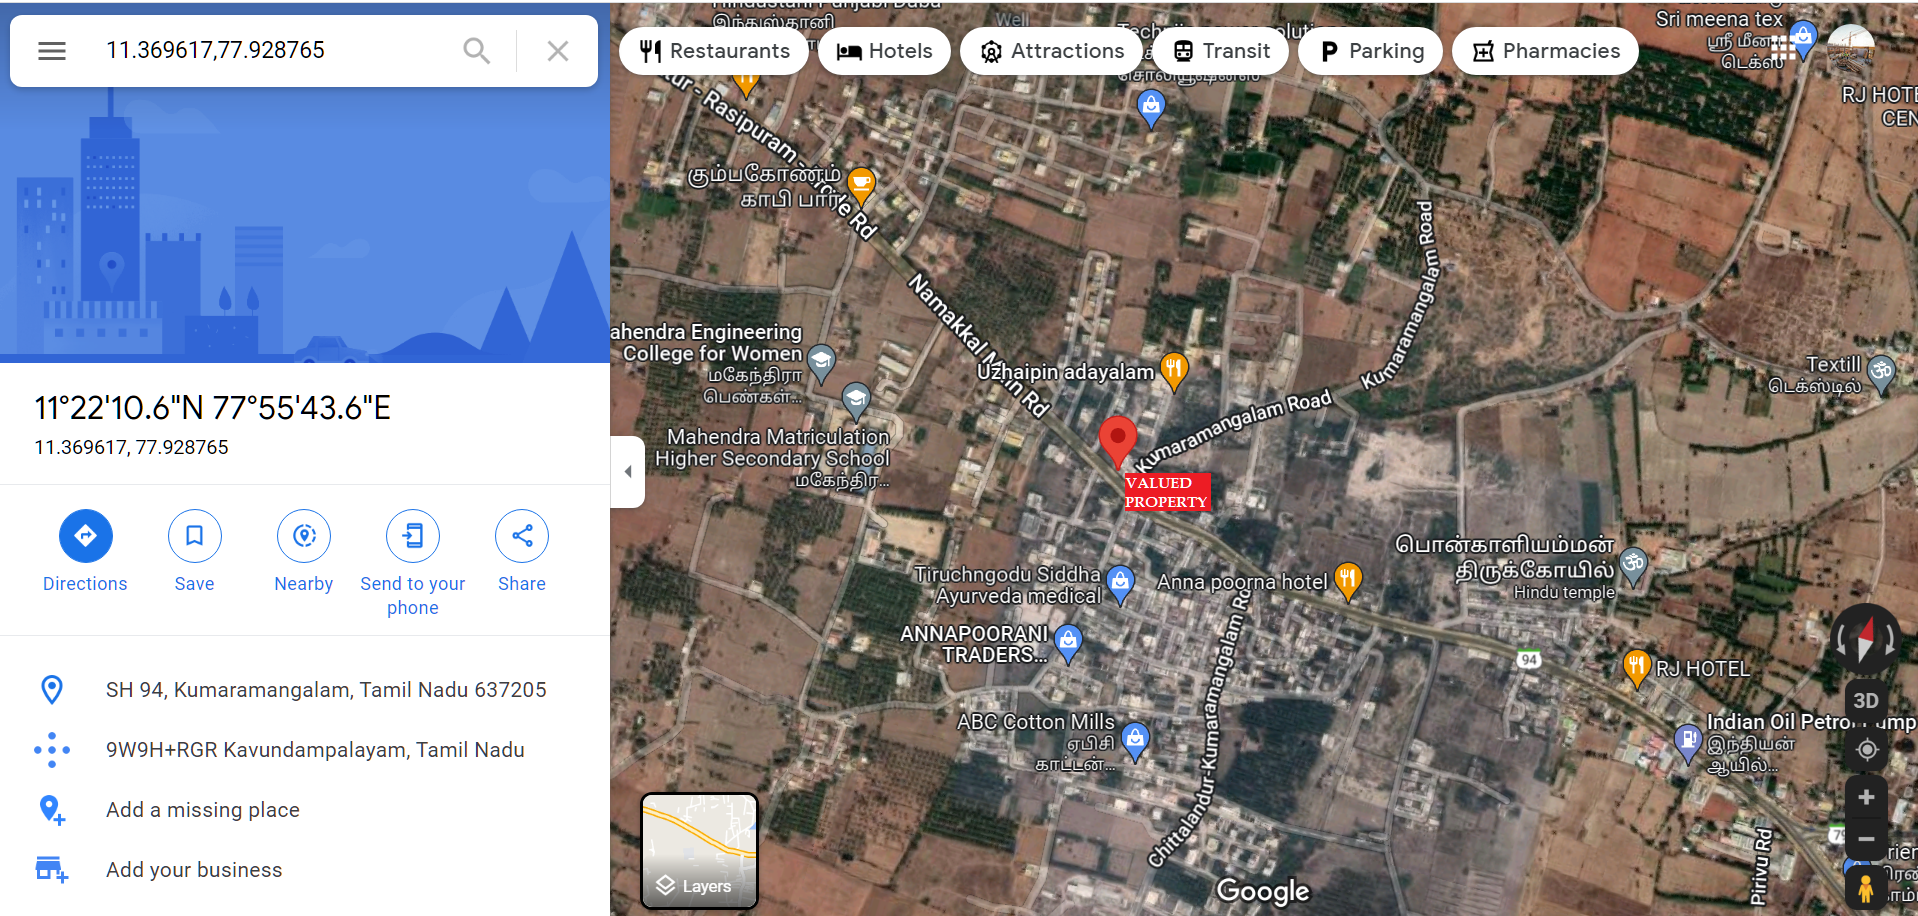 11.369617,77.928765
Restaurants
Hotels
Attractions
Transit
Parking
Pharmacies
11°22'10.6"N 77°55'43.6"E
11.369617, 77.928765
Directions
Save
Nearby
Send to your
phone
Share
SH 94, Kumaramangalam, Tamil Nadu 637205
9W9H+RGR Kavundampalayam, Tamil Nadu
Add a missing place
Add your business
இந்துஸ்தானி
Well
Sri meena tex
ஸ்ரீ மீனா
டெக்ஸ்
RJ HOTE
CEN
ur - Rasipuram -
Rd
கும்பகோணம்
காபி பார்
Namakkal Main Rd
Kumaramangalam Road
Kumaramangalam Road
ahendra Engineering
College for Women
மகேந்திரா
பெண்கள்...
Uzhaipin adayalam
Mahendra Matriculation
Higher Secondary School
மகேந்திர...
Textill
டெக்ஸ்டில்
VALUED
PROPERTY
பொன்காளியம்மன்
திருக்கோயில்
Hindu temple
Tiruchngodu Siddha
Ayurveda medical
Anna poorna hotel
ANNAPOORANI
TRADERS...
94
RJ HOTEL
Chittalandur-Kumaramangalam Rd
ABC Cotton Mills
ஏபிசி
காட்டன்...
Indian Oil Petrol ump
இந்தியன்
ஆயில்...
3D
79
Pirivu Rd
Layers
Google